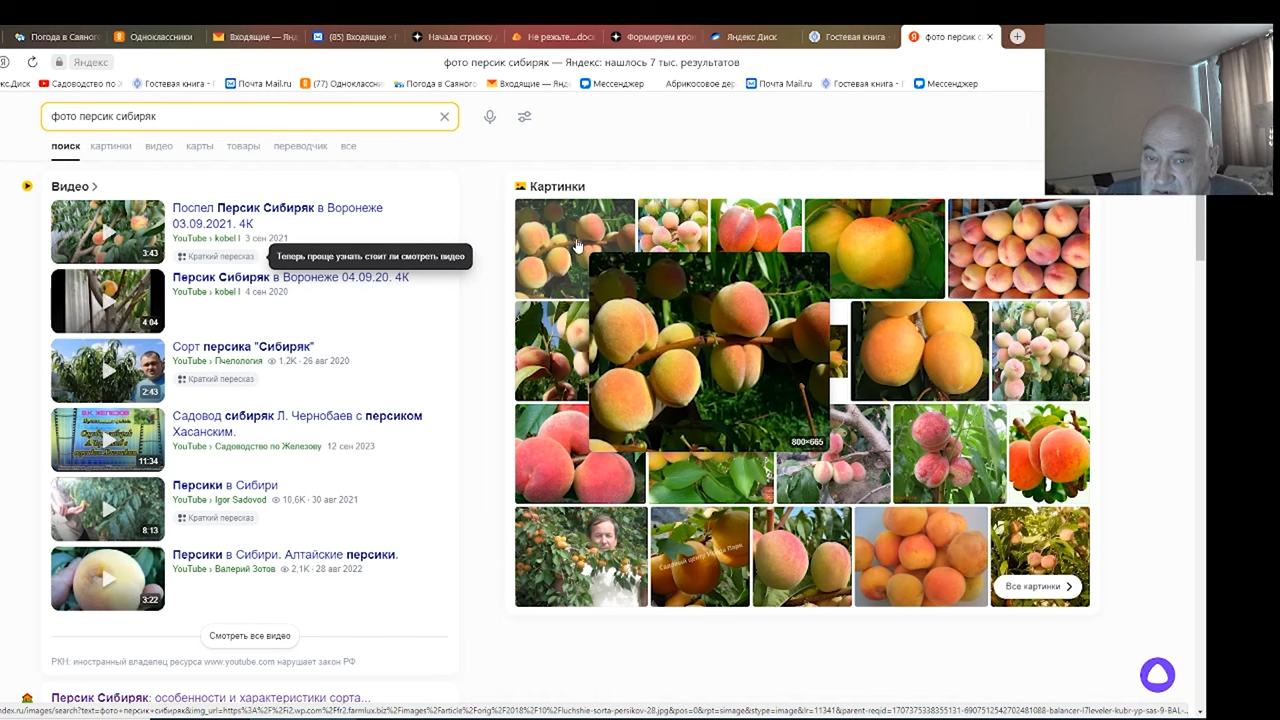 Погода в Саяног
Одноклассники
Входящие — Янд
(85) Входящие -
Начала стрижку
Не режьте....doc
Формируем крон
Яндекс Диск
Гостевая книга -
фото персик с
Яндекс
фото персик сибиряк — Яндекс: нашлось 7 тыс. результатов
кс.Диск
Садоводство по
Гостевая книга -
Почта Mail.ru
(77) Одноклассни
Погода в Саяного
Входящие — Янде
Мессенджер
Абрикосовое дер
Почта Mail.ru
Гостевая книга -
Мессенджер
фото персик сибиряк
поиск картинки видео карты товары переводчик все
Видео
Поспел Персик Сибиряк в Воронеже
03.09.2021. 4К
YouTube › kobel l 3 сен 2021
Краткий пересказ
Теперь проще узнать стоит ли смотреть видео
3:43
Персик Сибиряк в Воронеже 04.09.20. 4К
YouTube › kobel l 4 сен 2020
4:04
Сорт персика "Сибиряк"
YouTube › Пчелология 1,2K · 26 авг 2020
Краткий пересказ
2:43
Садовод сибиряк Л. Чернобаев с персиком
Хасанским.
YouTube › Садоводство по Железову 12 сен 2023
11:34
Персики в Сибири
YouTube › Igor Sadovod 10,6K · 30 авг 2021
Краткий пересказ
8:13
Персики в Сибири. Алтайские персики.
YouTube › Валерий Зотов 2,1K · 28 авг 2022
3:22
Смотреть все видео
РКН: иностранный владелец ресурса www.youtube.com нарушает закон РФ
Персик Сибиряк: особенности и характеристики сорта...
Картинки
800×665
Все картинки